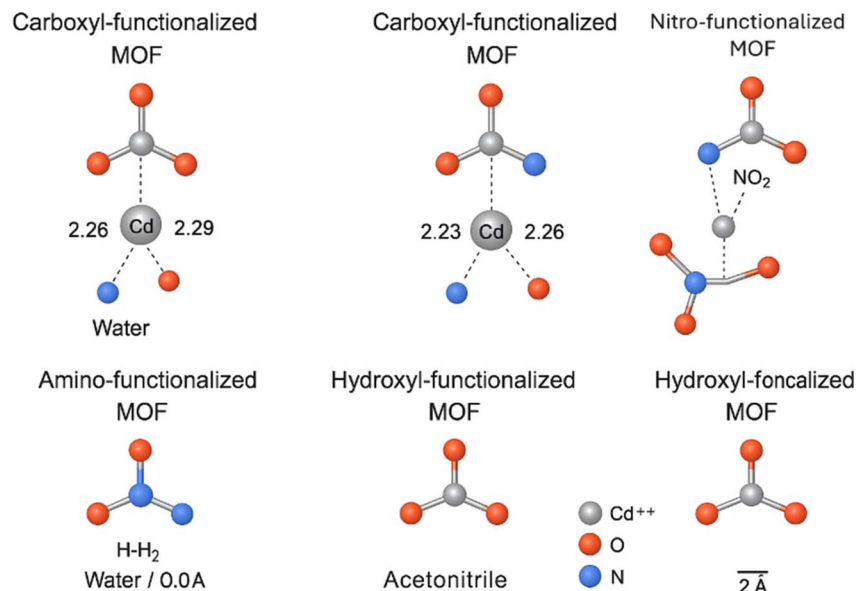 Carboxyl-functionalized
MOF
Cd
2.26
2.29
Water
Carboxyl-functionalized
MOF
Cd
2.23
2.26
Nitro-functionalized
MOF
NO₂
Amino-functionalized
MOF
H-H₂
Water / 0.0A
Hydroxyl-functionalized
MOF
Acetonitrile
Cd⁺⁺
O
N
Hydroxyl-foncalized
MOF
2 Â